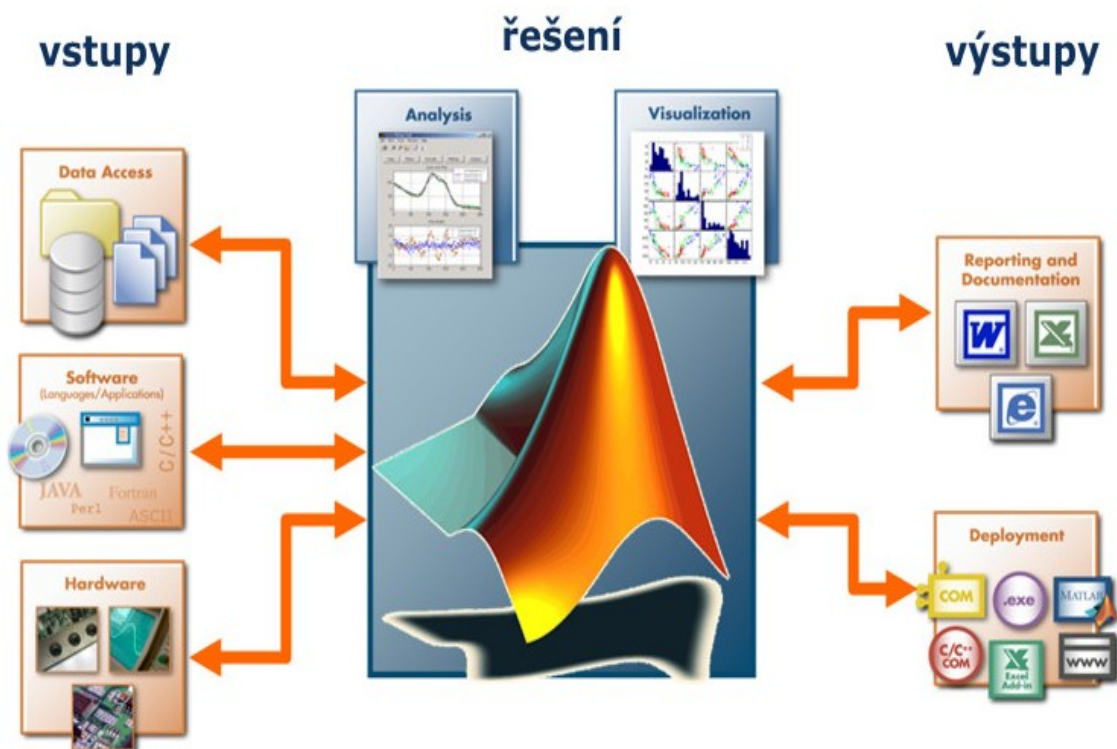 vstupy
řešení
výstupy
Analysis
Visualization
Data Access
Software
(Languages/Applications)
C/C++
JAVA
Fortran
Perl
ASCII
Hardware
Reporting and
Documentation
W
X
e
Deployment
COM
.exe
MATLAB
C/C++
COM
Excel
Add-in
www